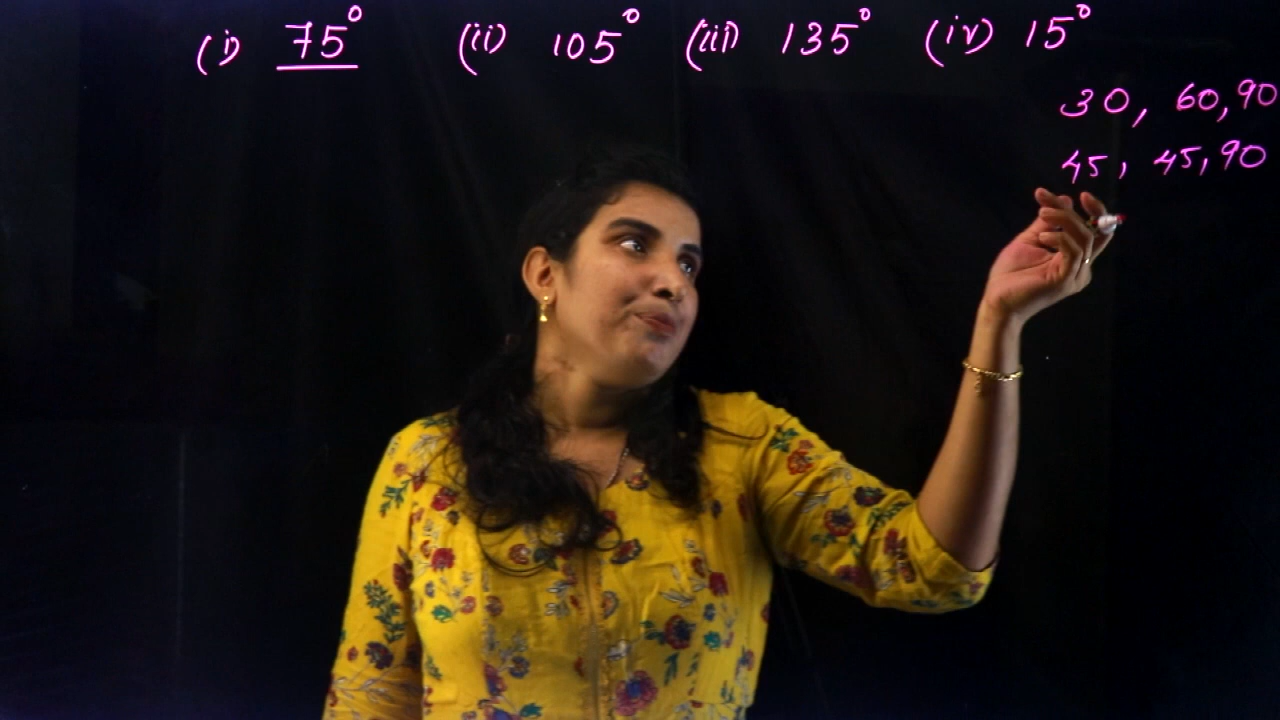 (i) 75° (ii) 105° (iii) 135° (iv) 15°
30, 60, 90
45, 45, 90